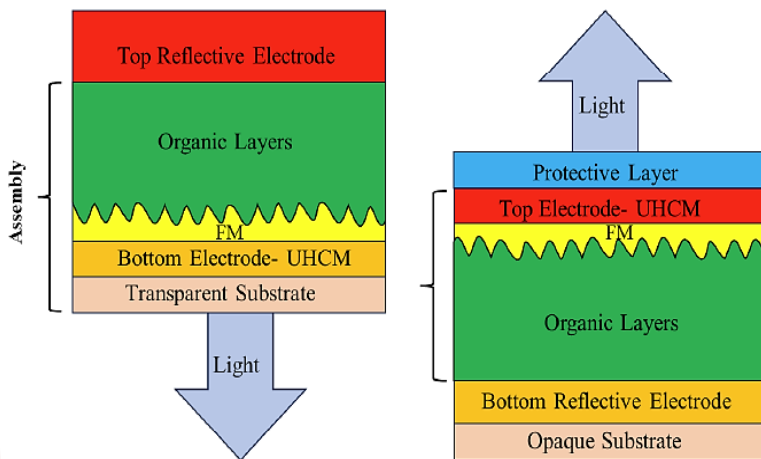 Top Reflective Electrode
Organic Layers
FM
Bottom Electrode- UHCM
Transparent Substrate
Light
Assembly
Light
Protective Layer
Top Electrode- UHCM
FM
Organic Layers
Bottom Reflective Electrode
Opaque Substrate